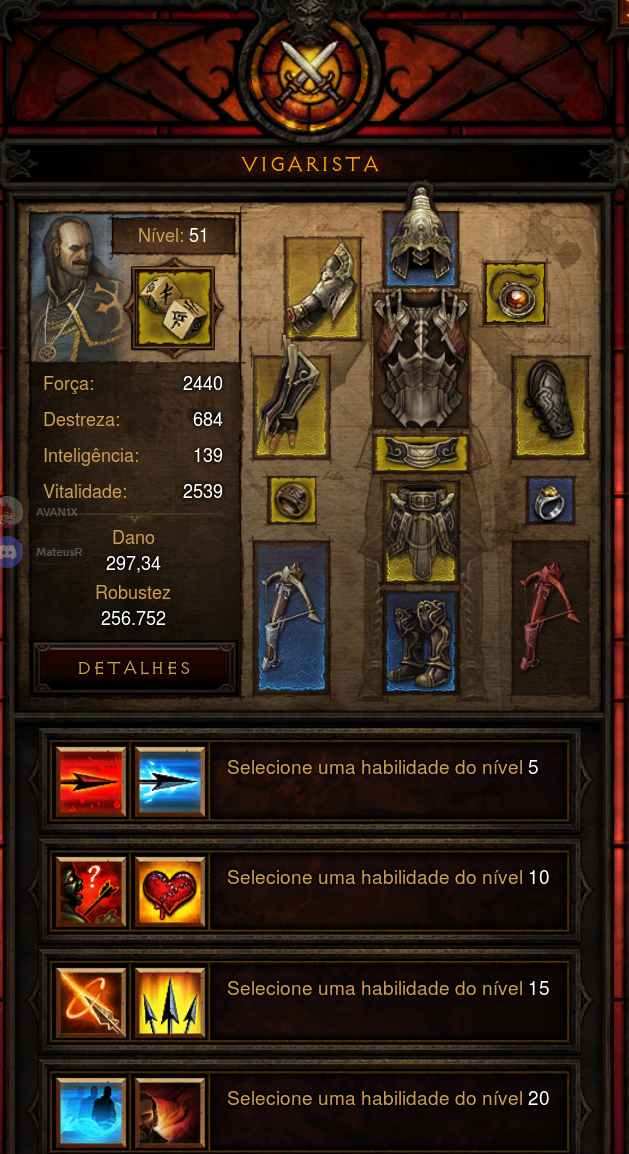 VIGARISTA
Nível: 51
Força: 2440
Destreza: 684
Inteligência: 139
Vitalidade: 2539
AVAN1X
MateusR
Dano
297,34
Robustez
256.752
DETALHES
Selecione uma habilidade do nível 5
Selecione uma habilidade do nível 10
Selecione uma habilidade do nível 15
Selecione uma habilidade do nível 20